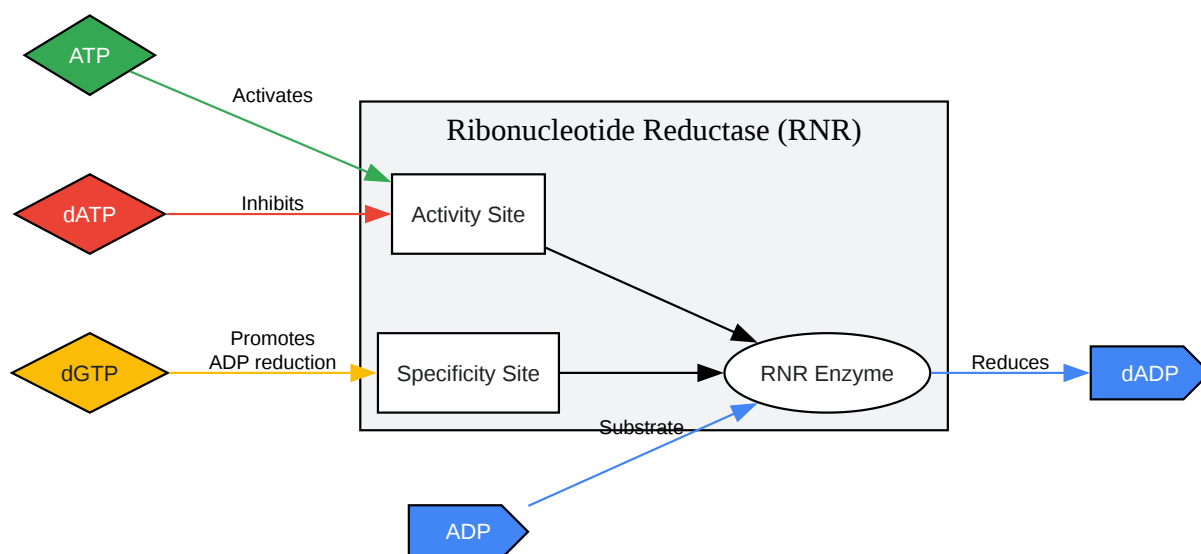 ATP
Activates
Ribonucleotide Reductase (RNR)
dATP
Inhibits
Activity Site
Promotes
ADP reduction
dGTP
Specificity Site
RNR Enzyme
Reduces
dADP
Substrate
ADP